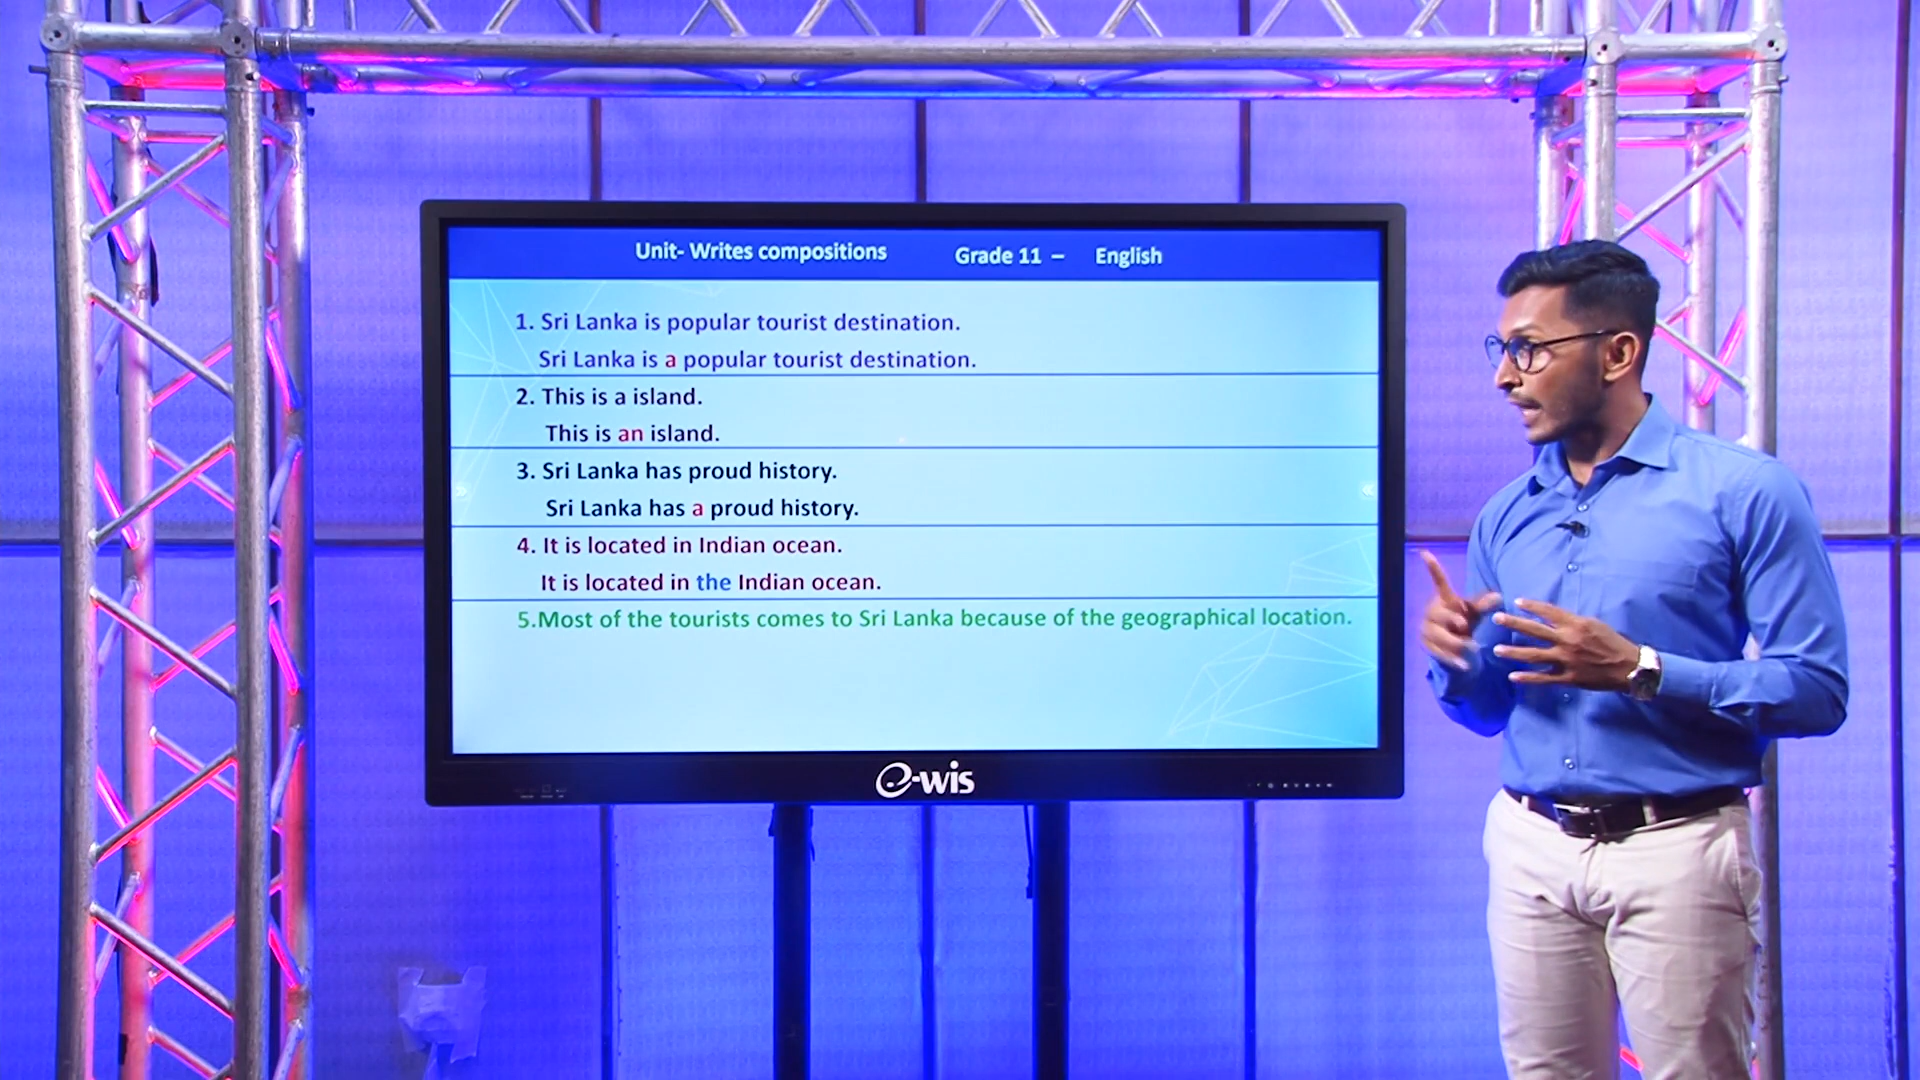 Unit- Writes compositions Grade 11 – English
1. Sri Lanka is popular tourist destination.
Sri Lanka is a popular tourist destination.
2. This is a island.
This is an island.
3. Sri Lanka has proud history.
Sri Lanka has a proud history.
4. It is located in Indian ocean.
It is located in the Indian ocean.
5.Most of the tourists comes to Sri Lanka because of the geographical location.
e-wis